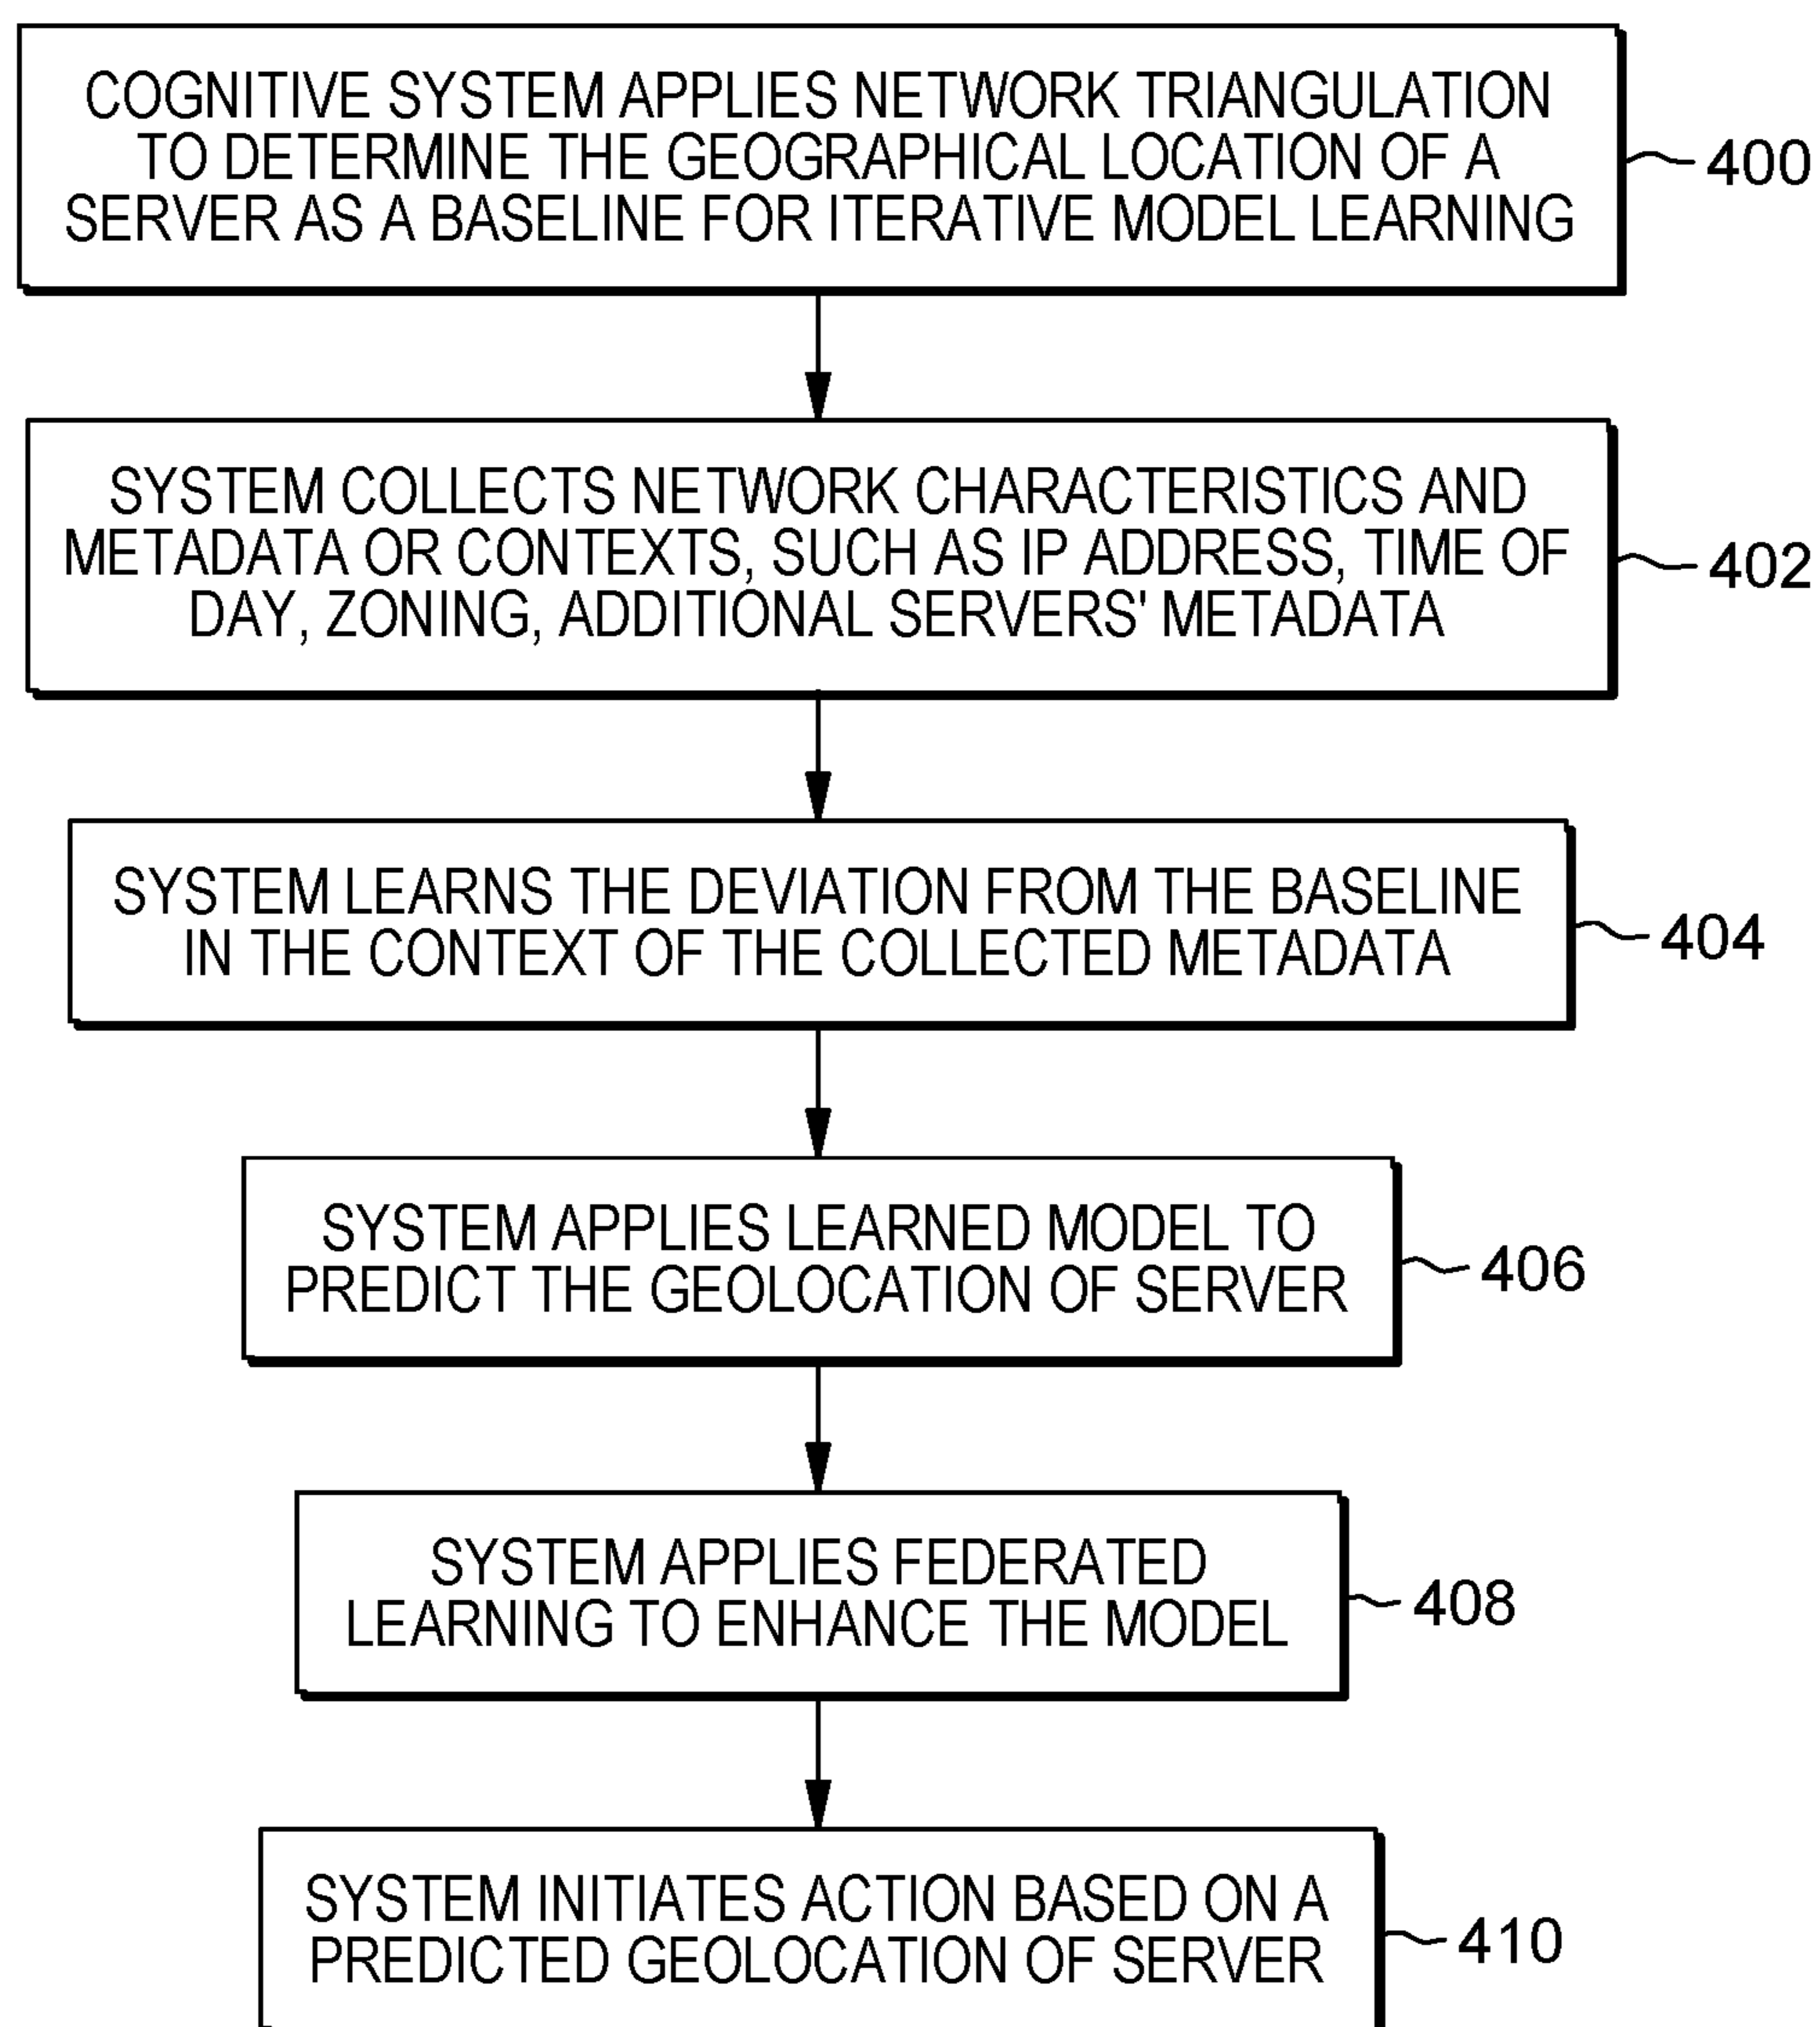 COGNITIVE SYSTEM APPLIES NETWORK TRIANGULATION
TO DETERMINE THE GEOGRAPHICAL LOCATION OF A
SERVER AS A BASELINE FOR ITERATIVE MODEL LEARNING
400
SYSTEM COLLECTS NETWORK CHARACTERISTICS AND
METADATA OR CONTEXTS, SUCH AS IP ADDRESS, TIME OF
DAY, ZONING, ADDITIONAL SERVERS' METADATA
402
SYSTEM LEARNS THE DEVIATION FROM THE BASELINE
IN THE CONTEXT OF THE COLLECTED METADATA
404
SYSTEM APPLIES LEARNED MODEL TO
PREDICT THE GEOLOCATION OF SERVER
406
SYSTEM APPLIES FEDERATED
LEARNING TO ENHANCE THE MODEL
408
SYSTEM INITIATES ACTION BASED ON A
PREDICTED GEOLOCATION OF SERVER
410